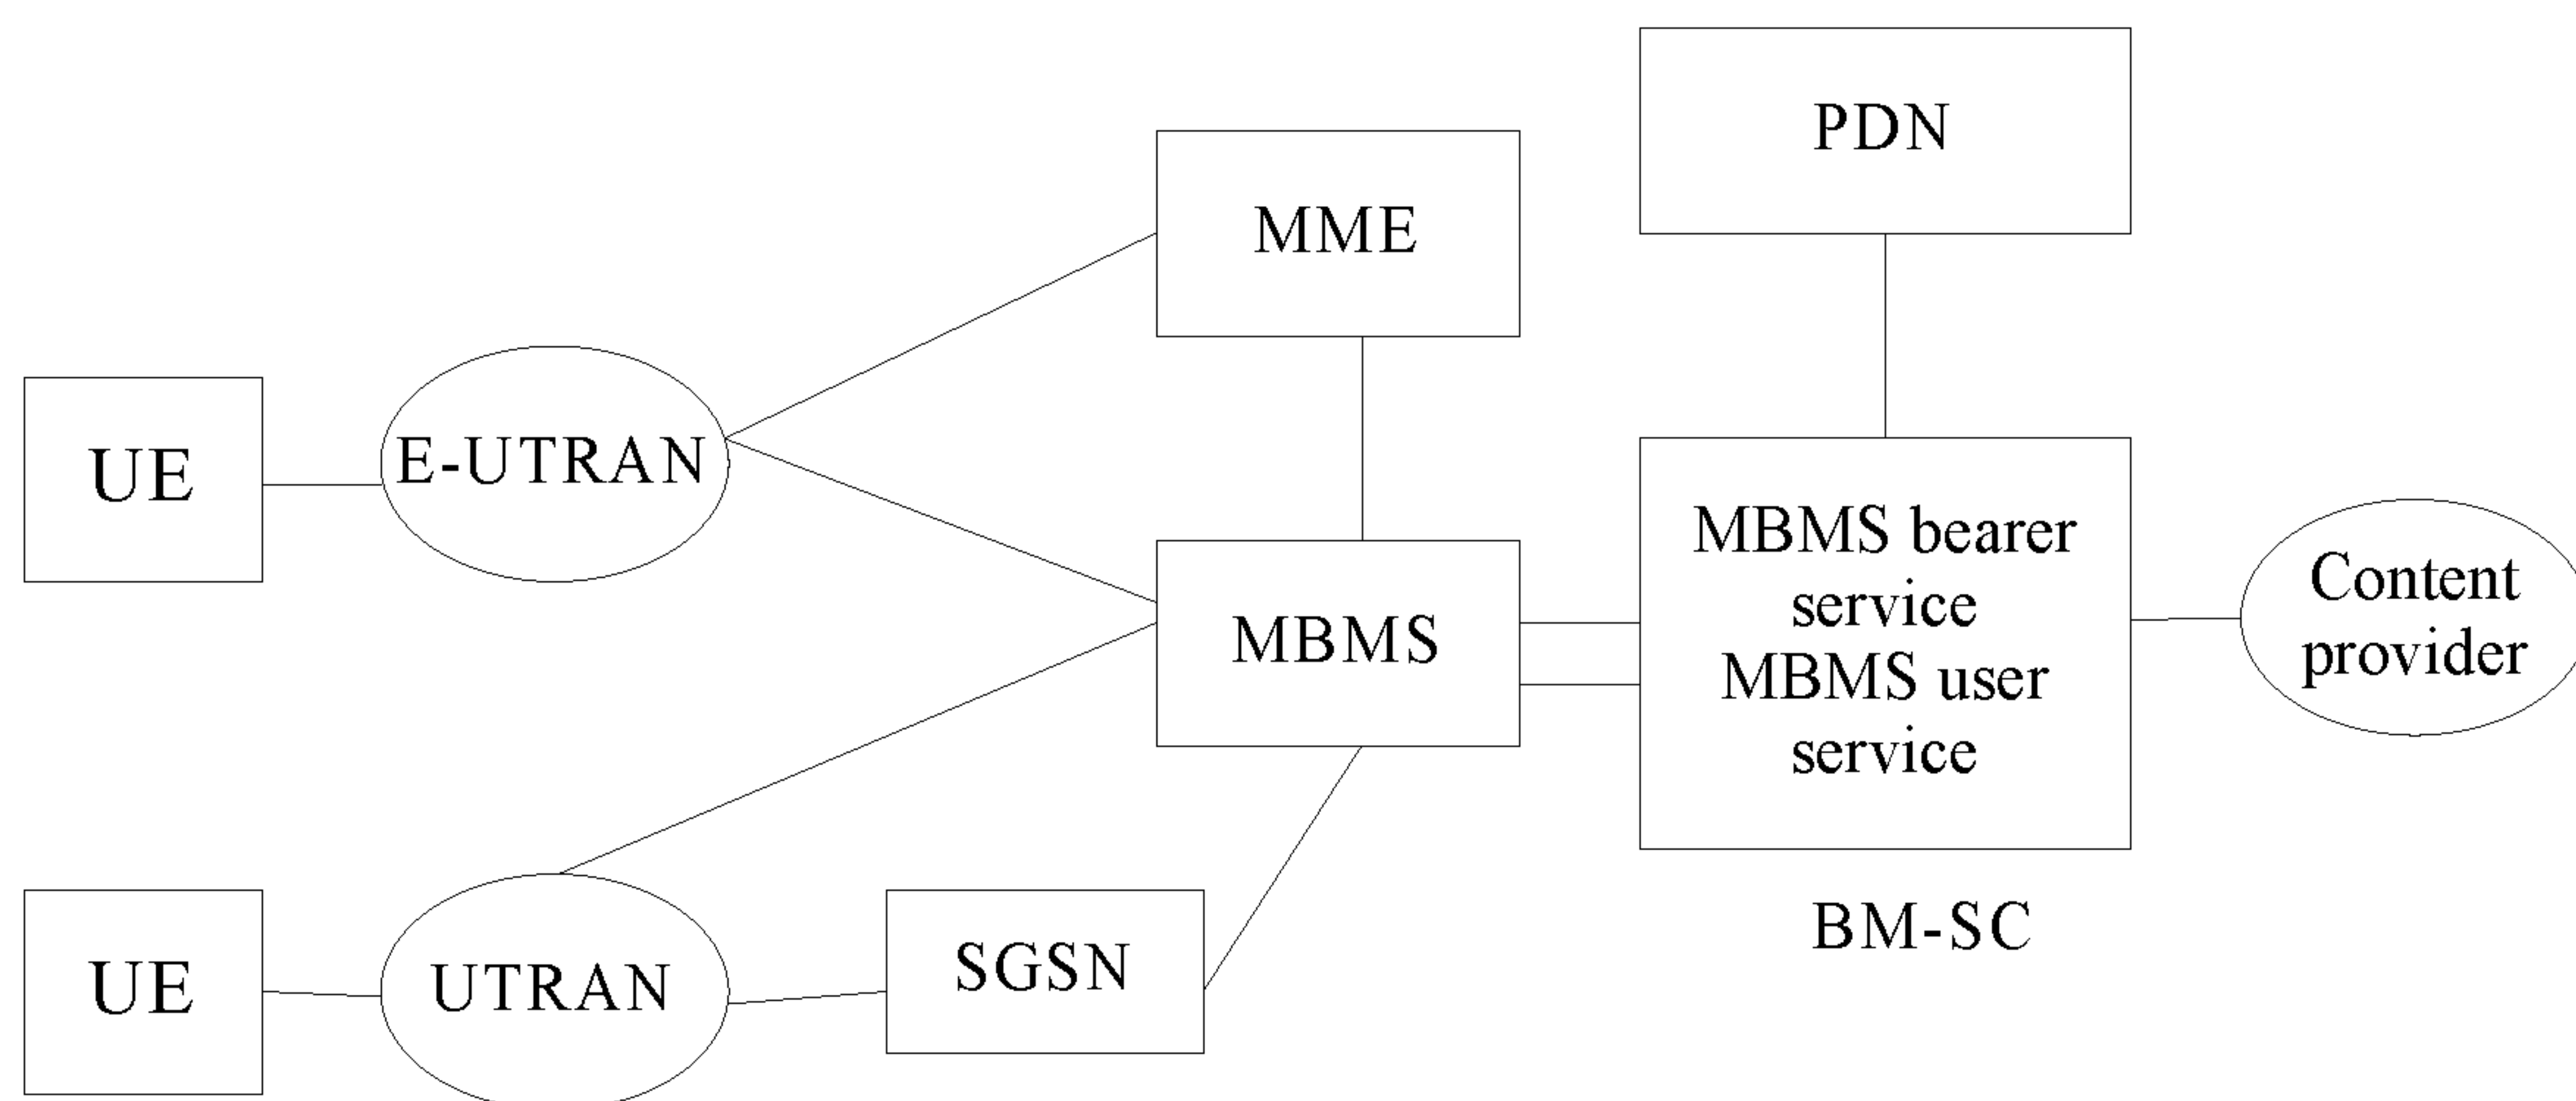 PDN
MME
UE
E-UTRAN
MBMS
MBMS bearer
service
MBMS user
service
Content
provider
BM-SC
UE
UTRAN
SGSN